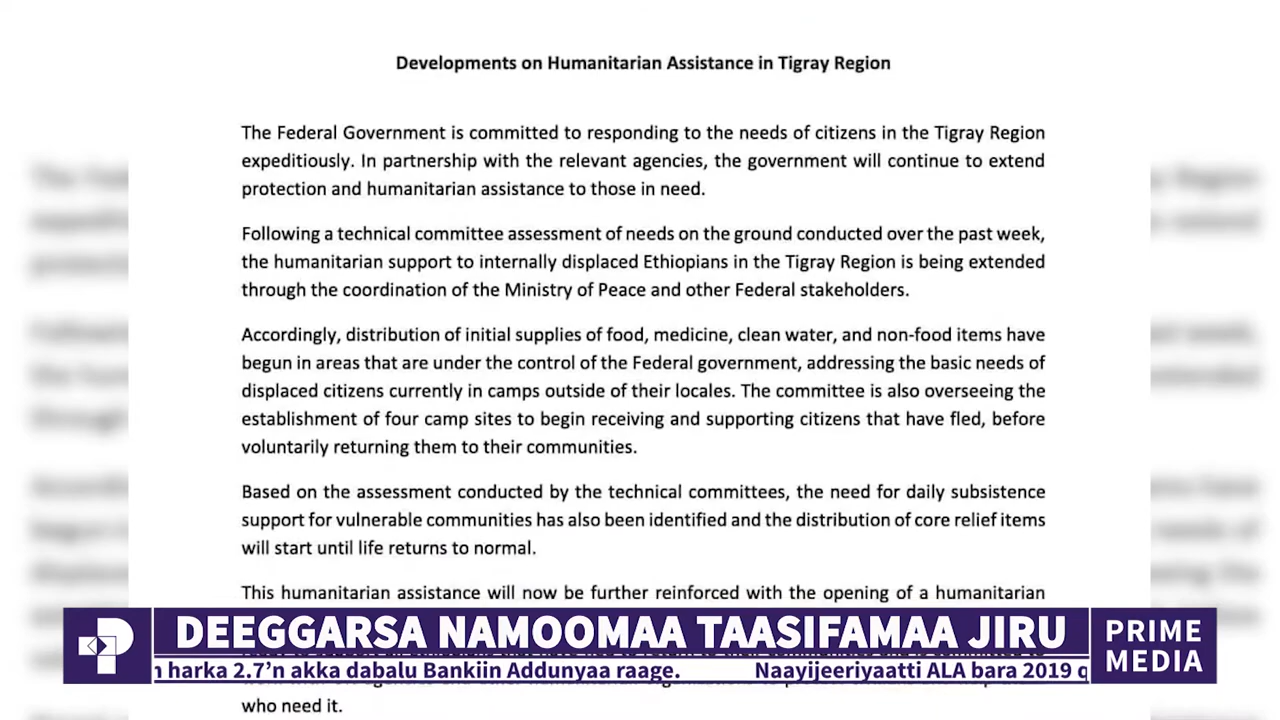 Developments on Humanitarian Assistance in Tigray Region
The Federal Government is committed to responding to the needs of citizens in the Tigray Region
expeditiously. In partnership with the relevant agencies, the government will continue to extend
protection and humanitarian assistance to those in need.
Following a technical committee assessment of needs on the ground conducted over the past week,
the humanitarian support to internally displaced Ethiopians in the Tigray Region is being extended
through the coordination of the Ministry of Peace and other Federal stakeholders.
Accordingly, distribution of initial supplies of food, medicine, clean water, and non-food items have
begun in areas that are under the control of the Federal government, addressing the basic needs of
displaced citizens currently in camps outside of their locales. The committee is also overseeing the
establishment of four camp sites to begin receiving and supporting citizens that have fled, before
voluntarily returning them to their communities.
Based on the assessment conducted by the technical committees, the need for daily subsistence
support for vulnerable communities has also been identified and the distribution of core relief items
will start until life returns to normal.
This humanitarian assistance will now be further reinforced with the opening of a humanitarian
DEEGGARSA NAMOOMAA TAASIFAMAA JIRU
PRIME
MEDIA
n harka 2.7'n akka dabalu Bankiin Addunyaa raage. Naayijeeriyaatti ALA bara 2019 q
who need it.